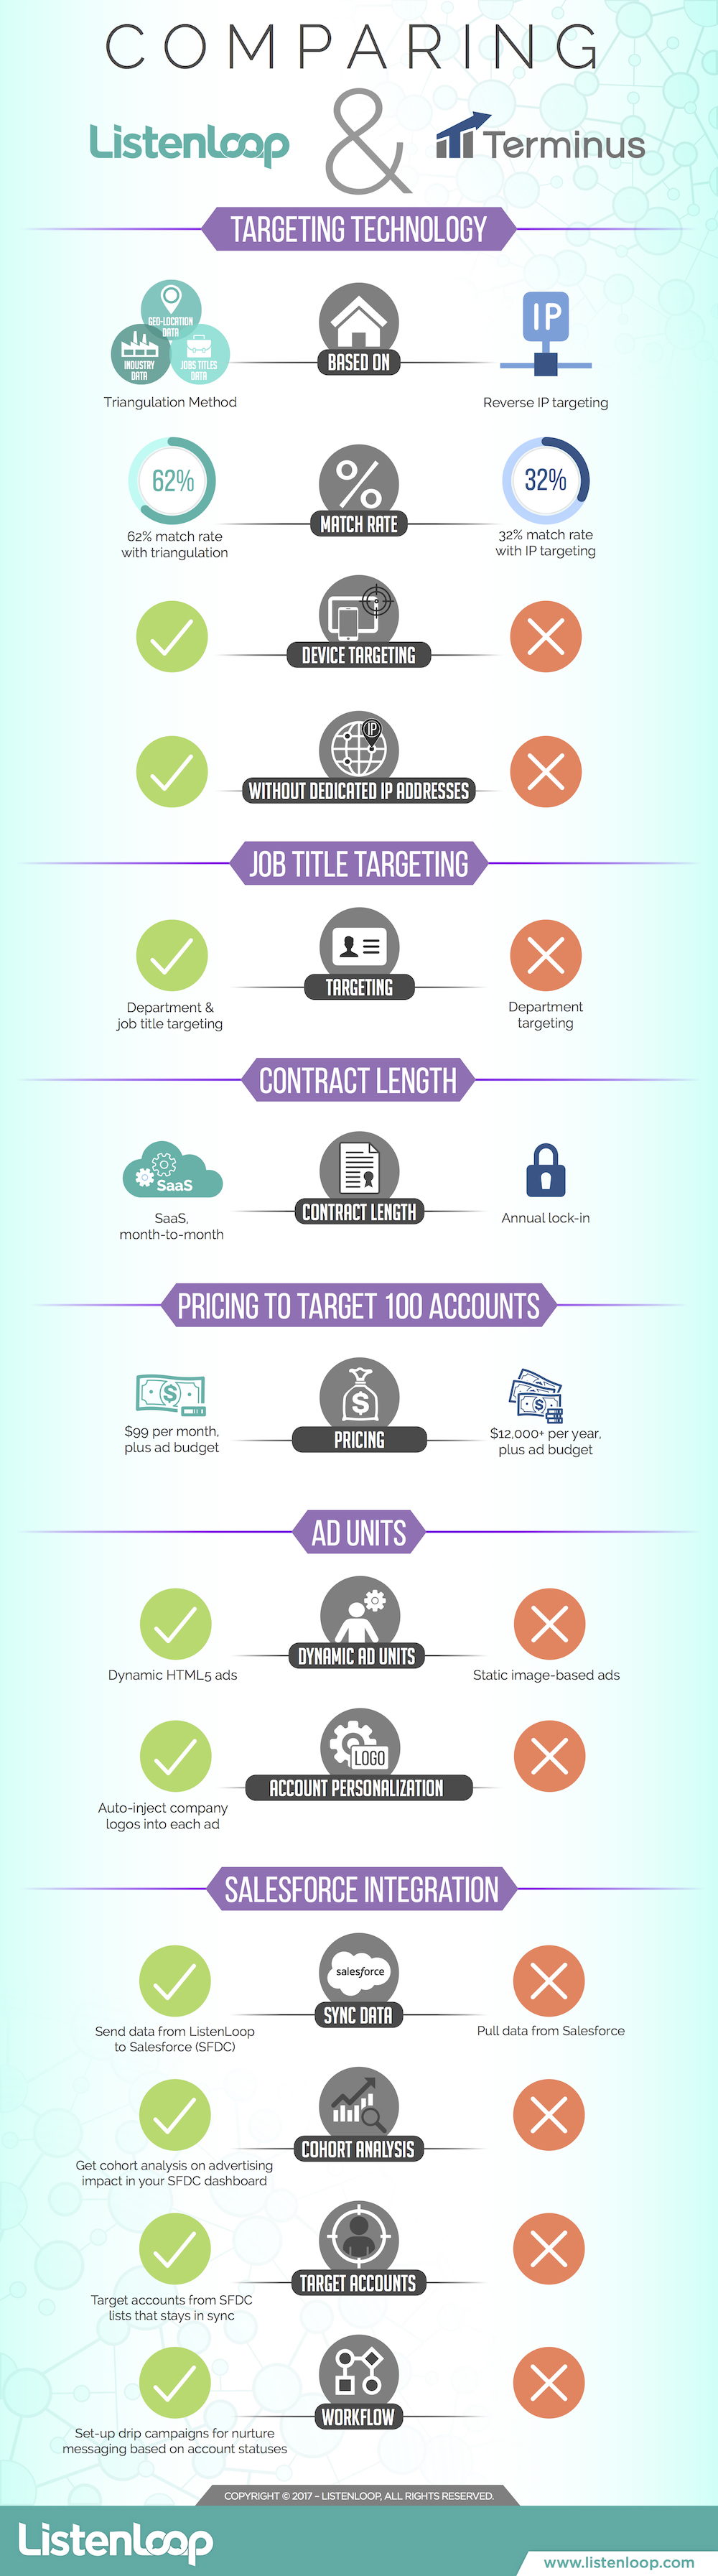 COMPARING
Listenloop & Terminus
TARGETING TECHNOLOGY
GEO-LOCATION
DATA
INDUSTRY
DATA
JOBS TITLES
DATA
IP
BASED ON
Triangulation Method
Reverse IP targeting
62%
32%
MATCH RATE
62% match rate
with triangulation
32% match rate
with IP targeting
DEVICE TARGETING
IP
WITHOUT DEDICATED IP ADDRESSES
JOB TITLE TARGETING
TARGETING
Department &
job title targeting
Department
targeting
CONTRACT LENGTH
SaaS
CONTRACT LENGTH
SaaS,
month-to-month
Annual lock-in
PRICING TO TARGET 100 ACCOUNTS
$99 per month,
plus ad budget
PRICING
$12,000+ per year,
plus ad budget
AD UNITS
DYNAMIC AD UNITS
Dynamic HTML5 ads
Static image-based ads
LOGO
ACCOUNT PERSONALIZATION
Auto-inject company
logos into each ad
SALESFORCE INTEGRATION
salesforce
SYNC DATA
Send data from ListenLoop
to Salesforce (SFDC)
Pull data from Salesforce
COHORT ANALYSIS
Get cohort analysis on advertising
impact in your SFDC dashboard
TARGET ACCOUNTS
Target accounts from SFDC
lists that stays in sync
WORKFLOW
Set-up drip campaigns for nurture
messaging based on account statuses
COPYRIGHT © 2017 – LISTENLOOP, ALL RIGHTS RESERVED.
Listenloop
www.listenloop.com